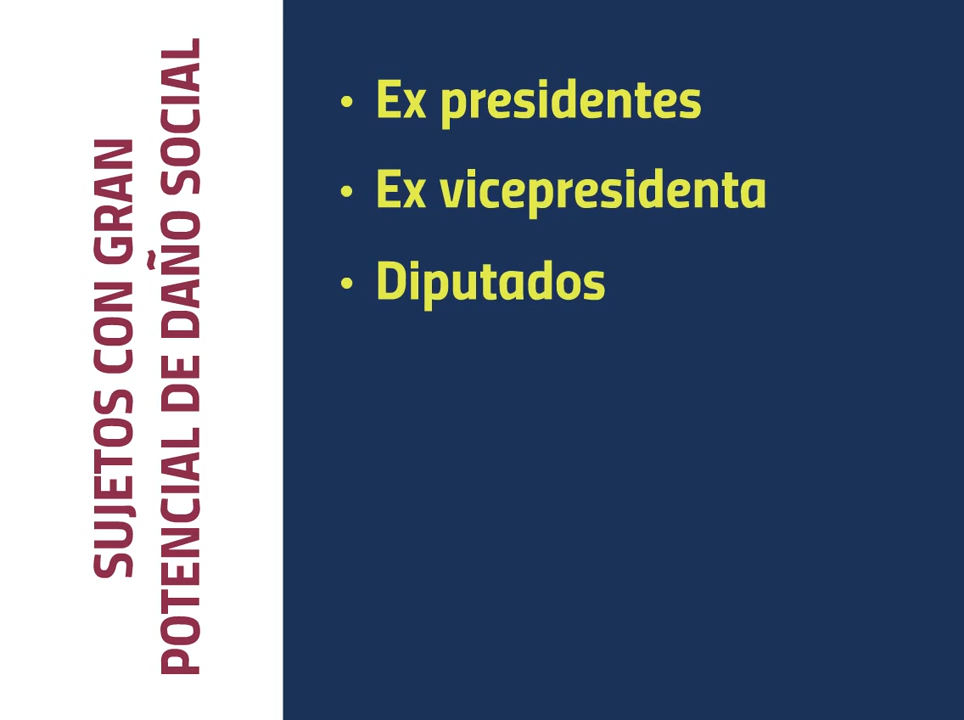 SUJETOS CON GRAN
POTENCIAL DE DAÑO SOCIAL
• Ex presidentes
• Ex vicepresidenta
• Diputados